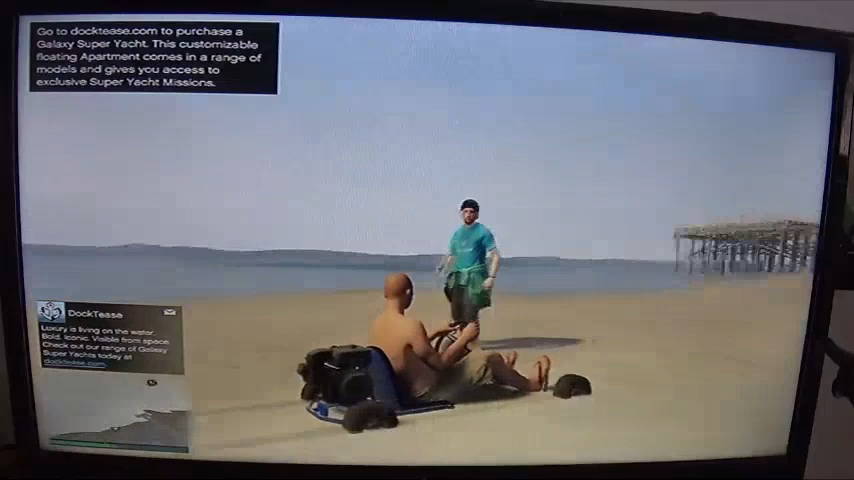 Go to docktease.com to purchase a
Galaxy Super Yacht. This customizable
floating Apartment comes in a range of
models and gives you access to
exclusive Super Yacht Missions.
DockTease
Luxury is living on the water.
Bold. Iconic. Visible from space.
Check out our range of Galaxy
Super Yachts today at
docktease.com